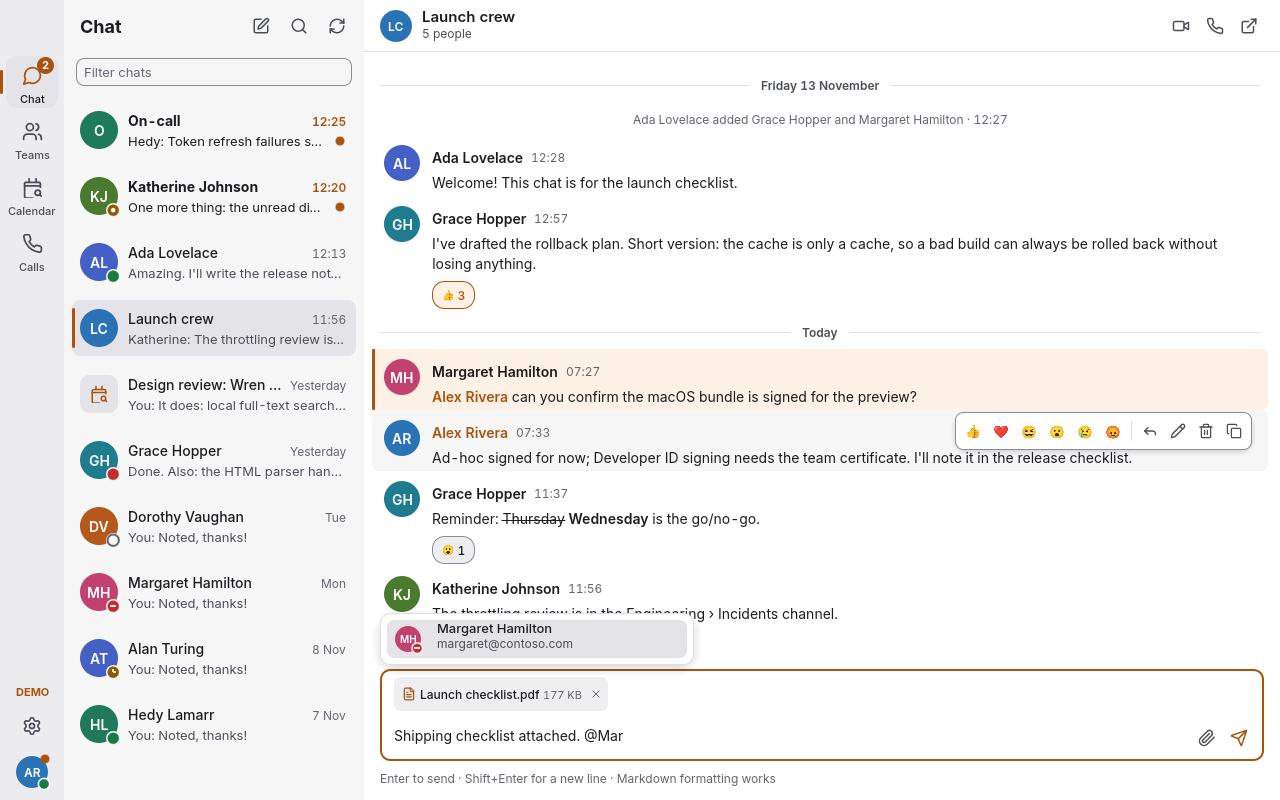 2
Chat
Teams
Calendar
Calls
DEMO
AR
Chat
Filter chats
O
On-call 12:25
Hedy: Token refresh failures s...
KJ
Katherine Johnson 12:20
One more thing: the unread di...
AL
Ada Lovelace 12:13
Amazing. I'll write the release not...
LC
Launch crew 11:56
Katherine: The throttling review is...
Design review: Wren ... Yesterday
You: It does: local full-text search...
GH
Grace Hopper Yesterday
Done. Also: the HTML parser han...
DV
Dorothy Vaughan Tue
You: Noted, thanks!
MH
Margaret Hamilton Mon
You: Noted, thanks!
AT
Alan Turing 8 Nov
You: Noted, thanks!
HL
Hedy Lamarr 7 Nov
You: Noted, thanks!
LC
Launch crew
5 people
Friday 13 November
Ada Lovelace added Grace Hopper and Margaret Hamilton · 12:27
AL
Ada Lovelace 12:28
Welcome! This chat is for the launch checklist.
GH
Grace Hopper 12:57
I've drafted the rollback plan. Short version: the cache is only a cache, so a bad build can always be rolled back without
losing anything.
👍 3
Today
MH
Margaret Hamilton 07:27
Alex Rivera can you confirm the macOS bundle is signed for the preview?
AR
Alex Rivera 07:33
Ad-hoc signed for now; Developer ID signing needs the team certificate. I'll note it in the release checklist.
GH
Grace Hopper 11:37
Reminder: Thursday Wednesday is the go/no-go.
😮 1
KJ
Katherine Johnson 11:56
The throttling review is in the Engineering › Incidents channel.
MH
Margaret Hamilton
margaret@contoso.com
Launch checklist.pdf 177 KB
Shipping checklist attached. @Mar
Enter to send · Shift+Enter for a new line · Markdown formatting works